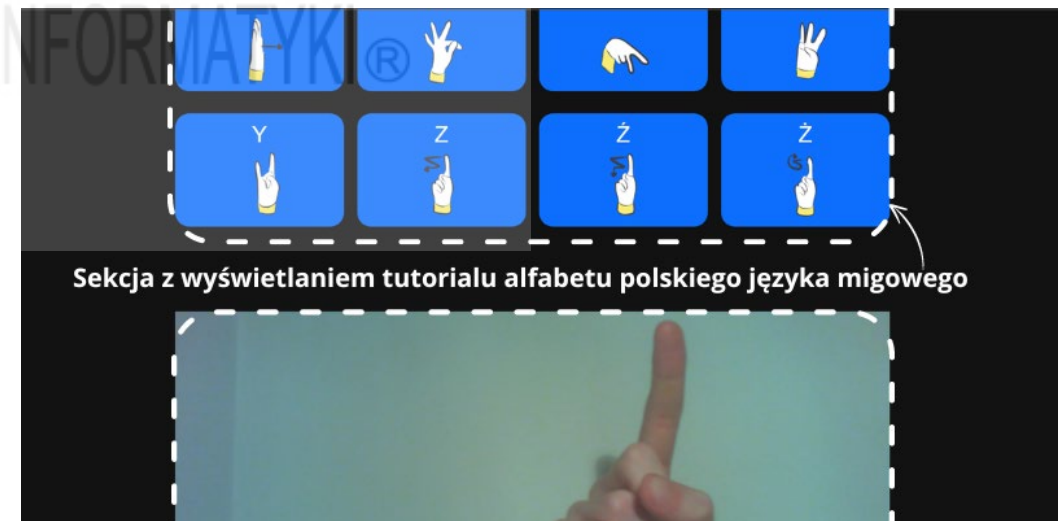 NFORMATYKI®
Y Z Ź Ż
Sekcja z wyświetlaniem tutorialu alfabetu polskiego języka migowego